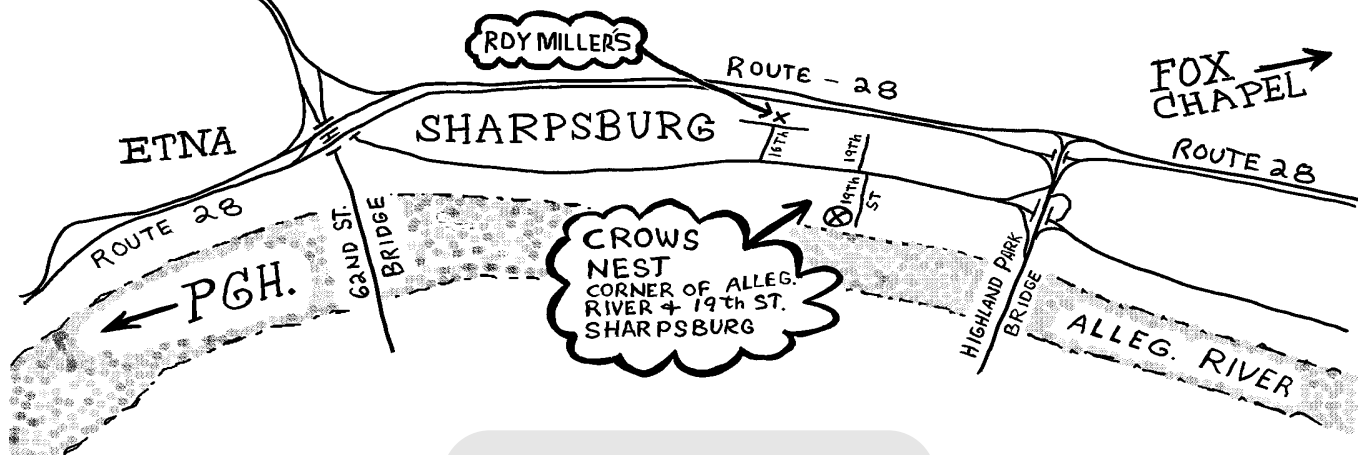 ROY MILLER'S
ROUTE - 28
FOX
CHAPEL
ETNA
SHARPSBURG
16Th
19Th
ROUTE 28
19Th
ST
ROUTE 28
62ND ST.
BRIDGE
CROWS
NEST
CORNER OF ALLEG.
RIVER & 19th ST.
SHARPSBURG
HIGHLAND PARK
BRIDGE
PGH.
ALLEG. RIVER